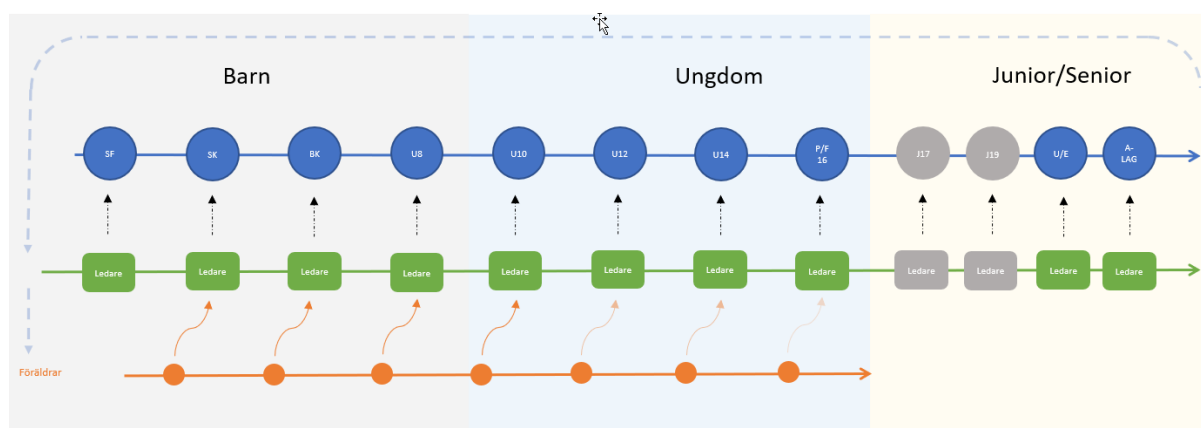 Barn
Ungdom
Junior/Senior
SF
SK
BK
U8
U10
U12
U14
P/F
16
J17
J19
U/E
A-
LAG
Ledare
Ledare
Ledare
Ledare
Ledare
Ledare
Ledare
Ledare
Ledare
Ledare
Ledare
Ledare
Föräldrar